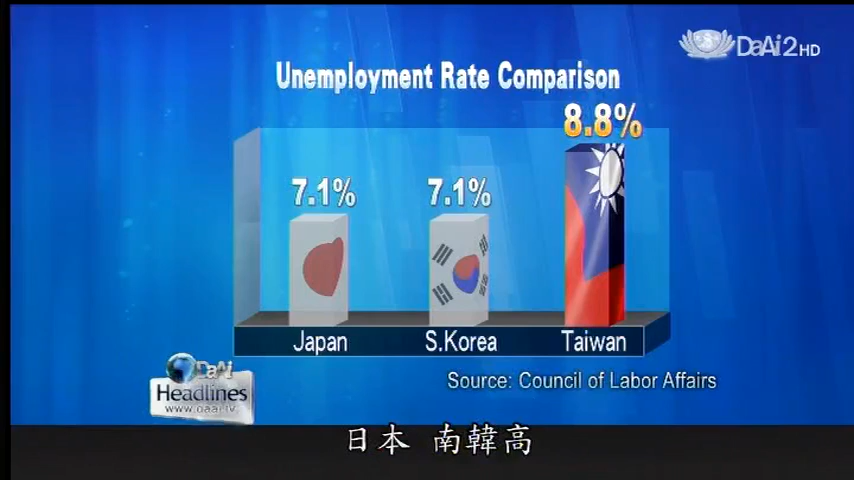 DaAi2HD
Unemployment Rate Comparison
8.8%
7.1% 7.1%
Japan S.Korea Taiwan
Source: Council of Labor Affairs
DaAi
Headlines
www.daai.tv
日本 南韓高